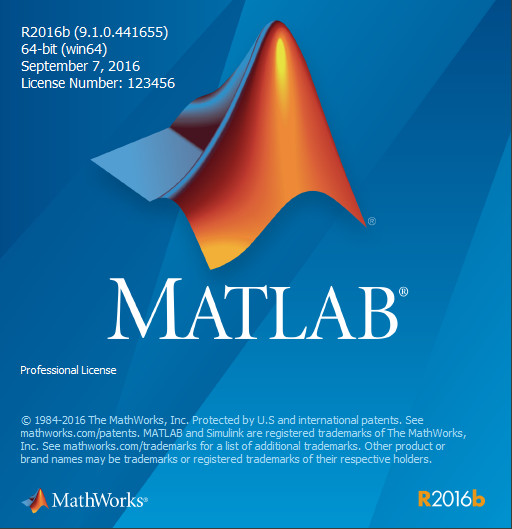 R2016b (9.1.0.441655)
64-bit (win64)
September 7, 2016
License Number: 123456
®
MATLAB®
Professional License
© 1984-2016 The MathWorks, Inc. Protected by U.S and international patents. See
mathworks.com/patents. MATLAB and Simulink are registered trademarks of The MathWorks,
Inc. See mathworks.com/trademarks for a list of additional trademarks. Other product or
brand names may be trademarks or registered trademarks of their respective holders.
MathWorks®
R2016b